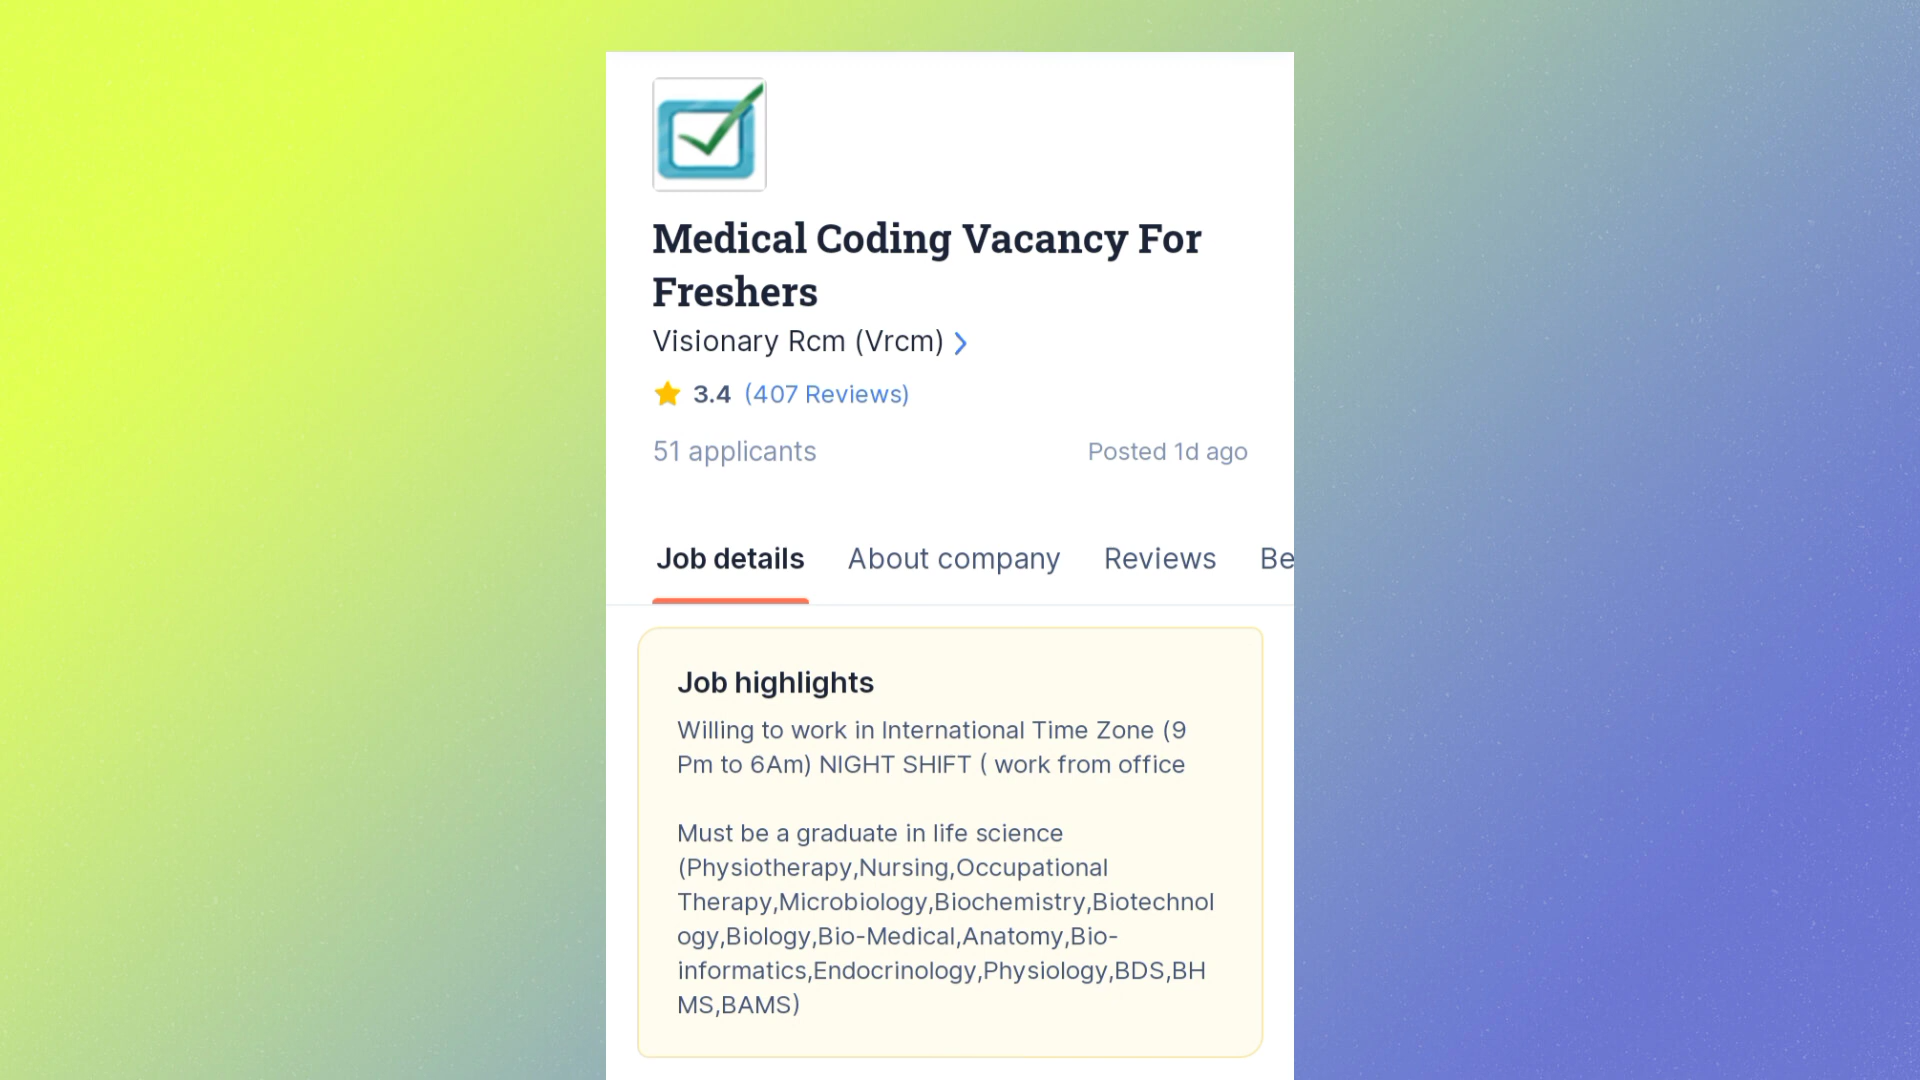 Medical Coding Vacancy For
Freshers
Visionary Rcm (Vrcm)
3.4 (407 Reviews)
51 applicants Posted 1d ago
Job details About company Reviews Be
Job highlights
Willing to work in International Time Zone (9
Pm to 6Am) NIGHT SHIFT ( work from office
Must be a graduate in life science
(Physiotherapy,Nursing,Occupational
Therapy,Microbiology,Biochemistry,Biotechnol
ogy,Biology,Bio-Medical,Anatomy,Bio-
informatics,Endocrinology,Physiology,BDS,BH
MS,BAMS)